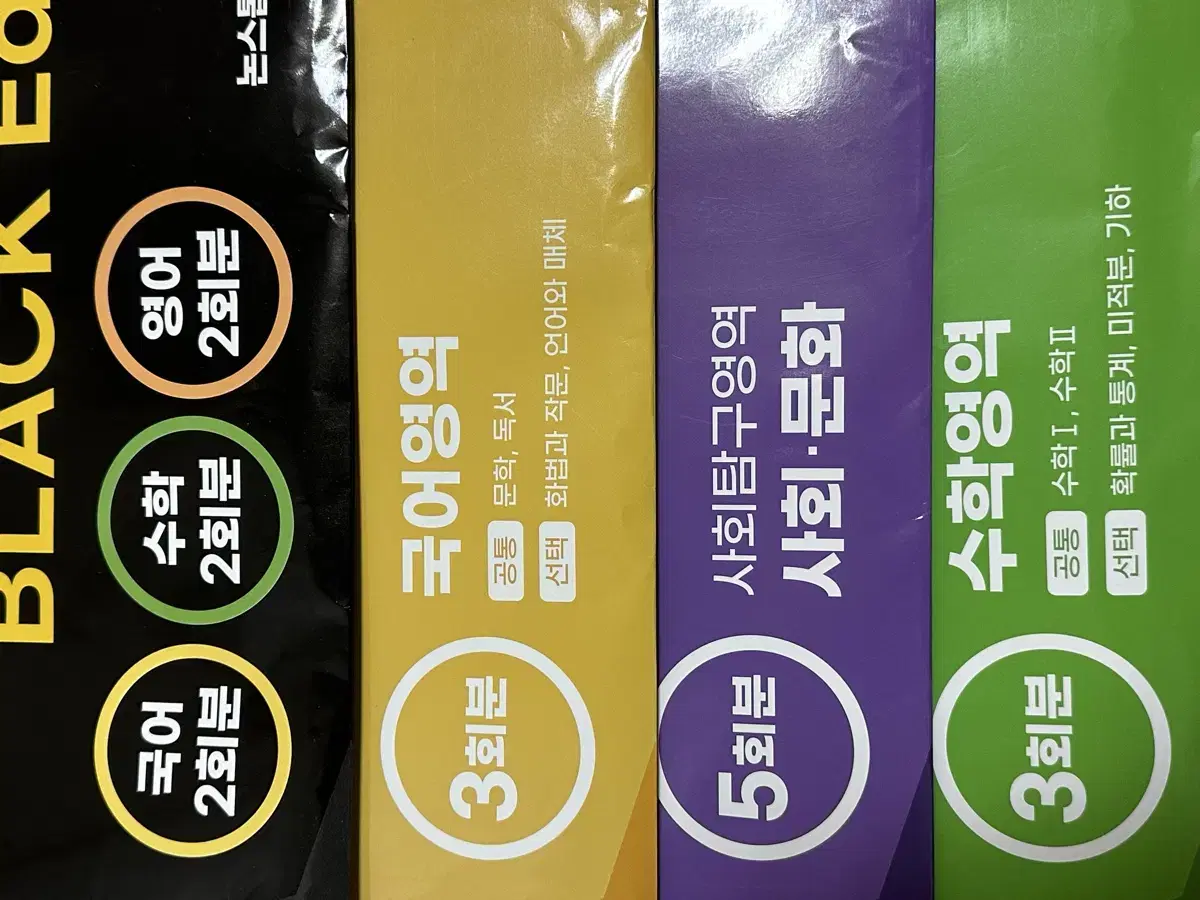 BLACK Ed
논스톱
국어
2회분
수학
2회분
영어
2회분
3회분
국어영역
공통 문학, 독서
선택 화법과 작문, 언어와 매체
5회분
사회탐구영역
사회·문화
3회분
수학영역
공통 수학Ⅰ, 수학Ⅱ
선택 확률과 통계, 미적분, 기하